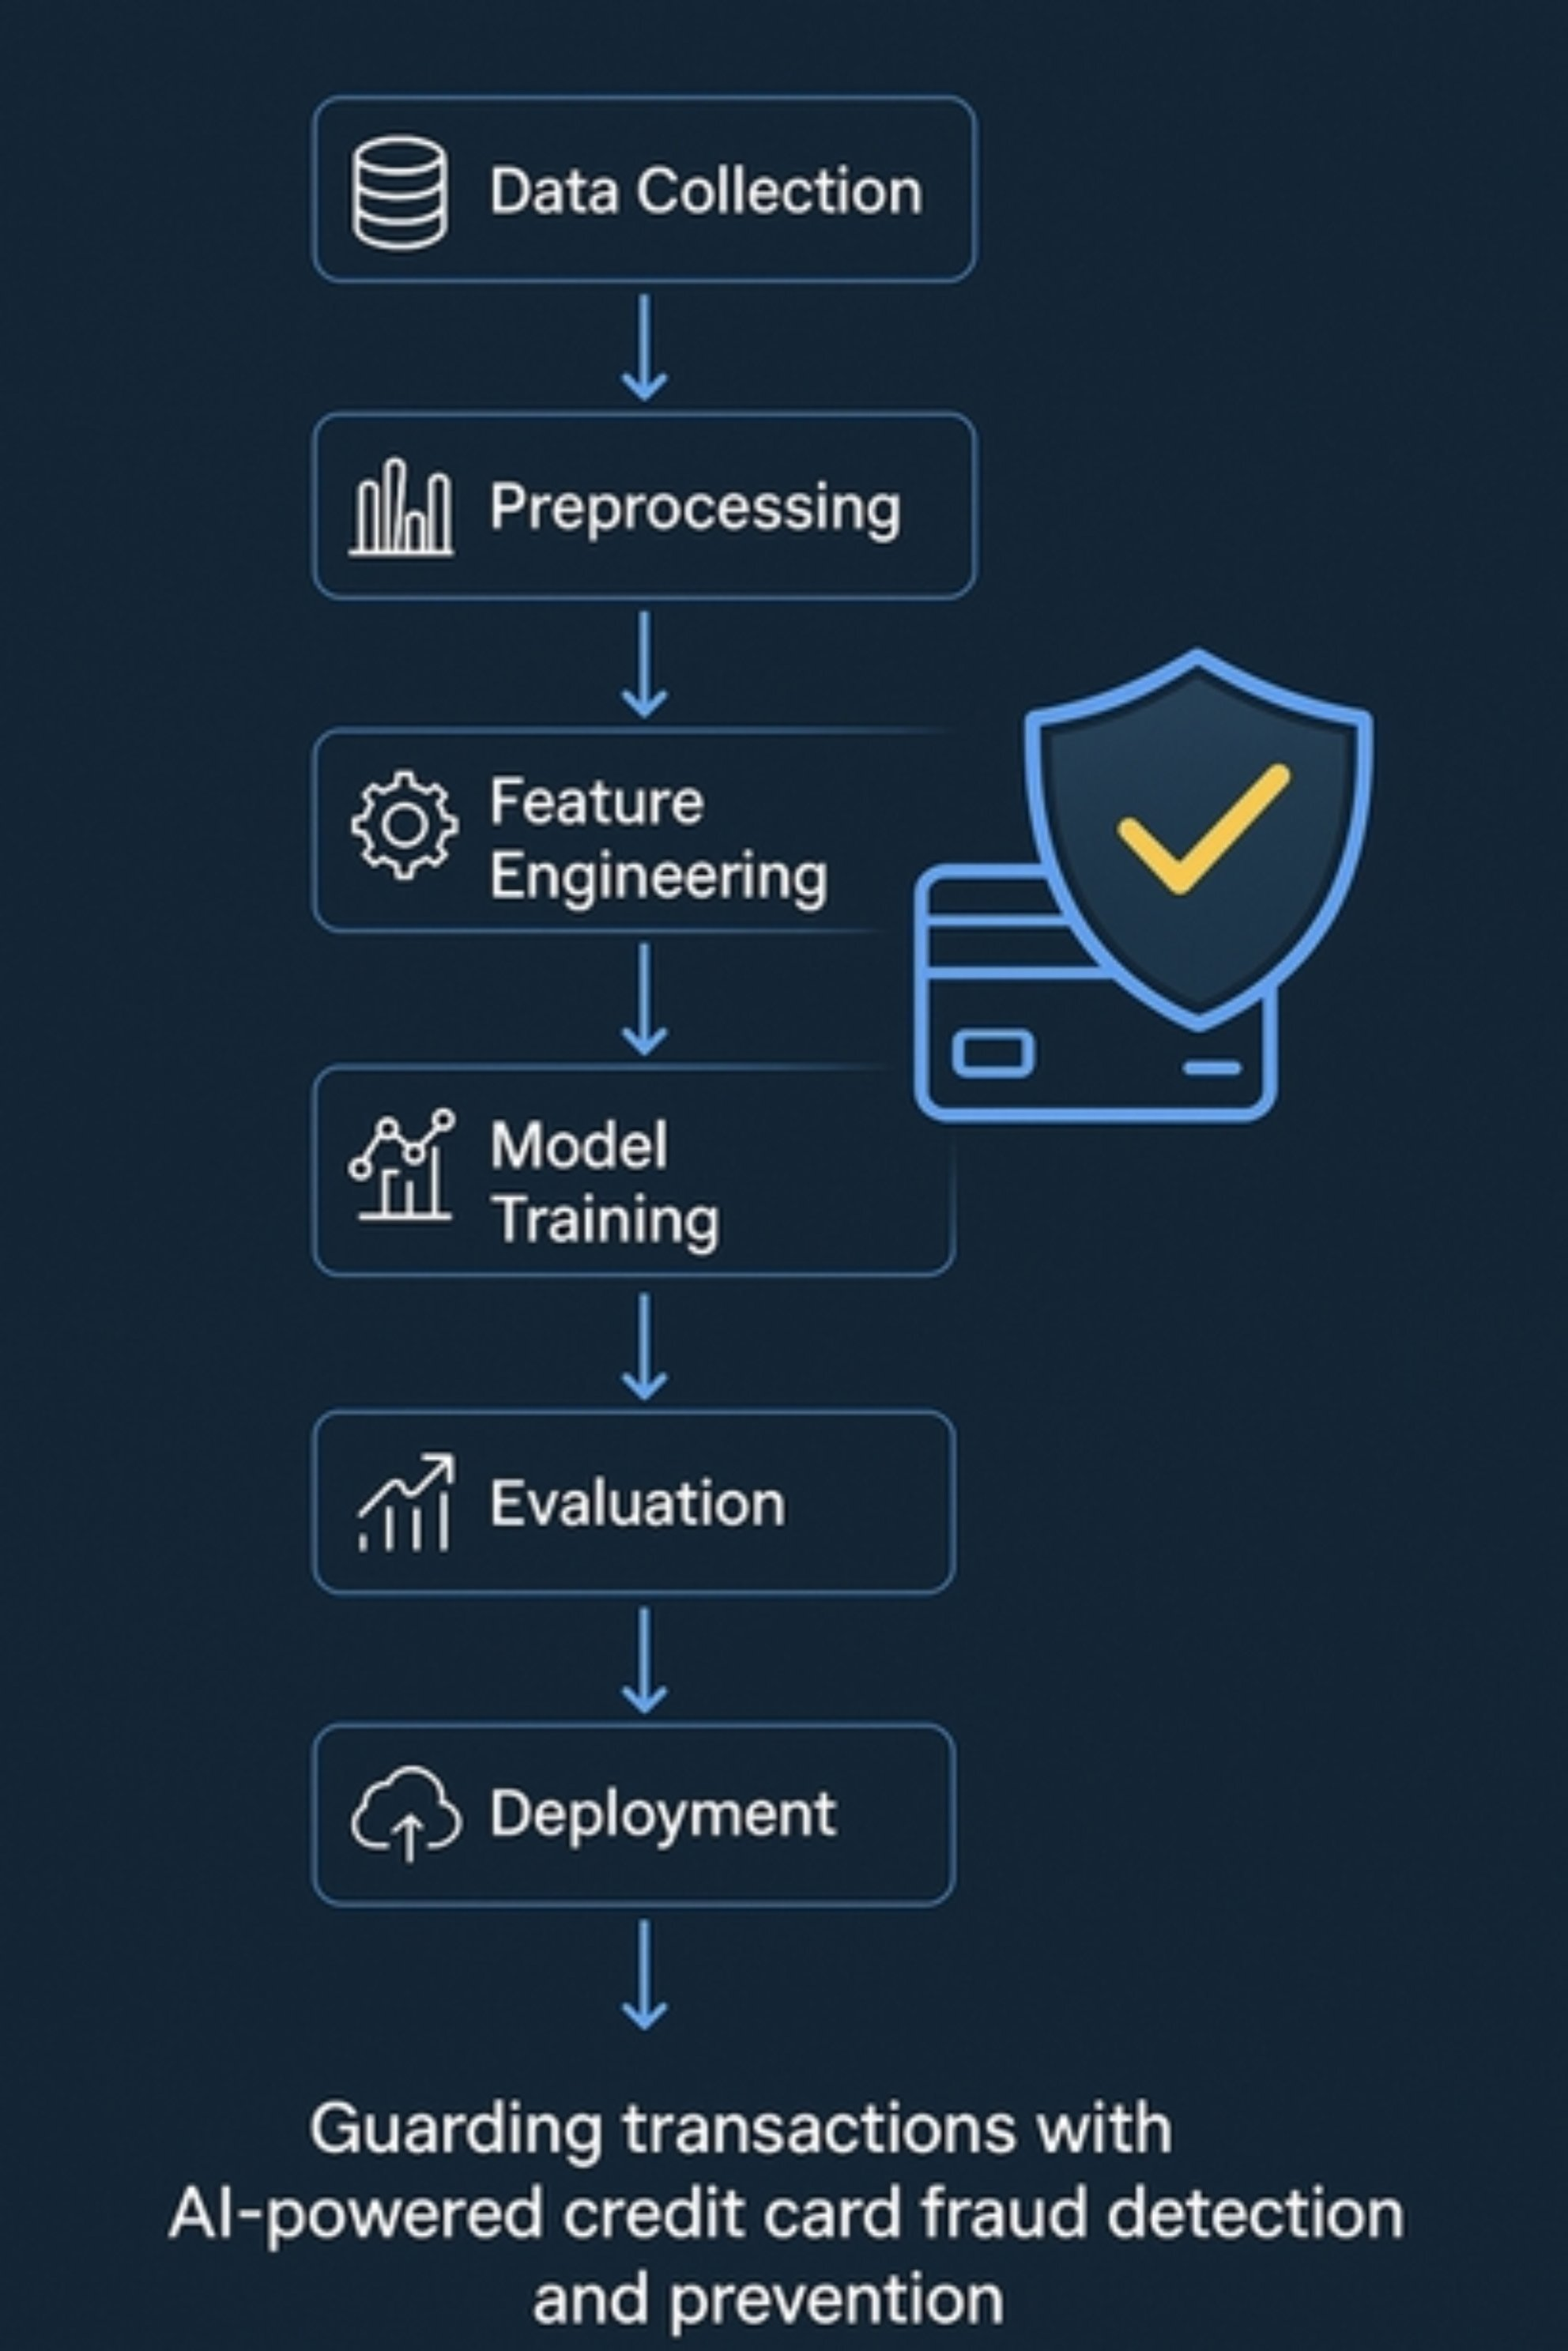 Data Collection
Preprocessing
Feature
Engineering
Model
Training
Evaluation
Deployment
Guarding transactions with
AI-powered credit card fraud detection
and prevention